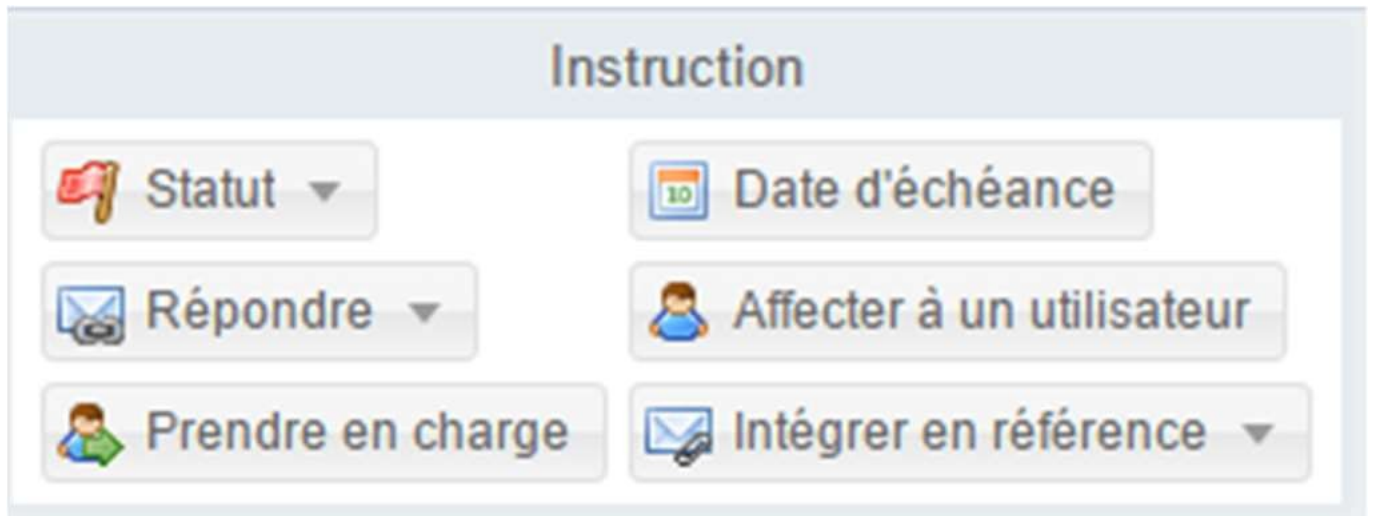 Instruction
Statut
Date d'échéance
10
Répondre
Affecter à un utilisateur
Prendre en charge
Intégrer en référence